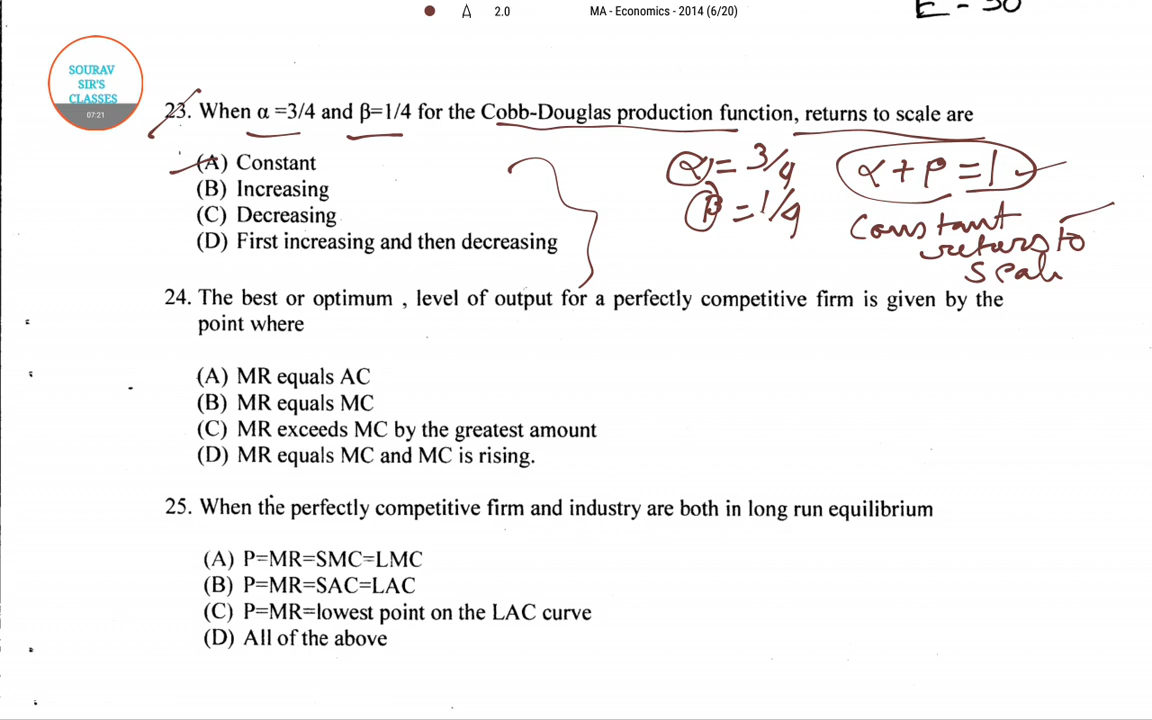 A 2.0 MA - Economics - 2014 (6/20) E - 30
SOURAV
SIR'S
CLASSES
07:21
23. When α =3/4 and β=1/4 for the Cobb-Douglas production function, returns to scale are
(A) Constant
(B) Increasing
(C) Decreasing
(D) First increasing and then decreasing
α = 3/4
β = 1/4
α + β = 1
Constant
returns to
scale
24. The best or optimum , level of output for a perfectly competitive firm is given by the
point where
(A) MR equals AC
(B) MR equals MC
(C) MR exceeds MC by the greatest amount
(D) MR equals MC and MC is rising.
25. When the perfectly competitive firm and industry are both in long run equilibrium
(A) P=MR=SMC=LMC
(B) P=MR=SAC=LAC
(C) P=MR=lowest point on the LAC curve
(D) All of the above